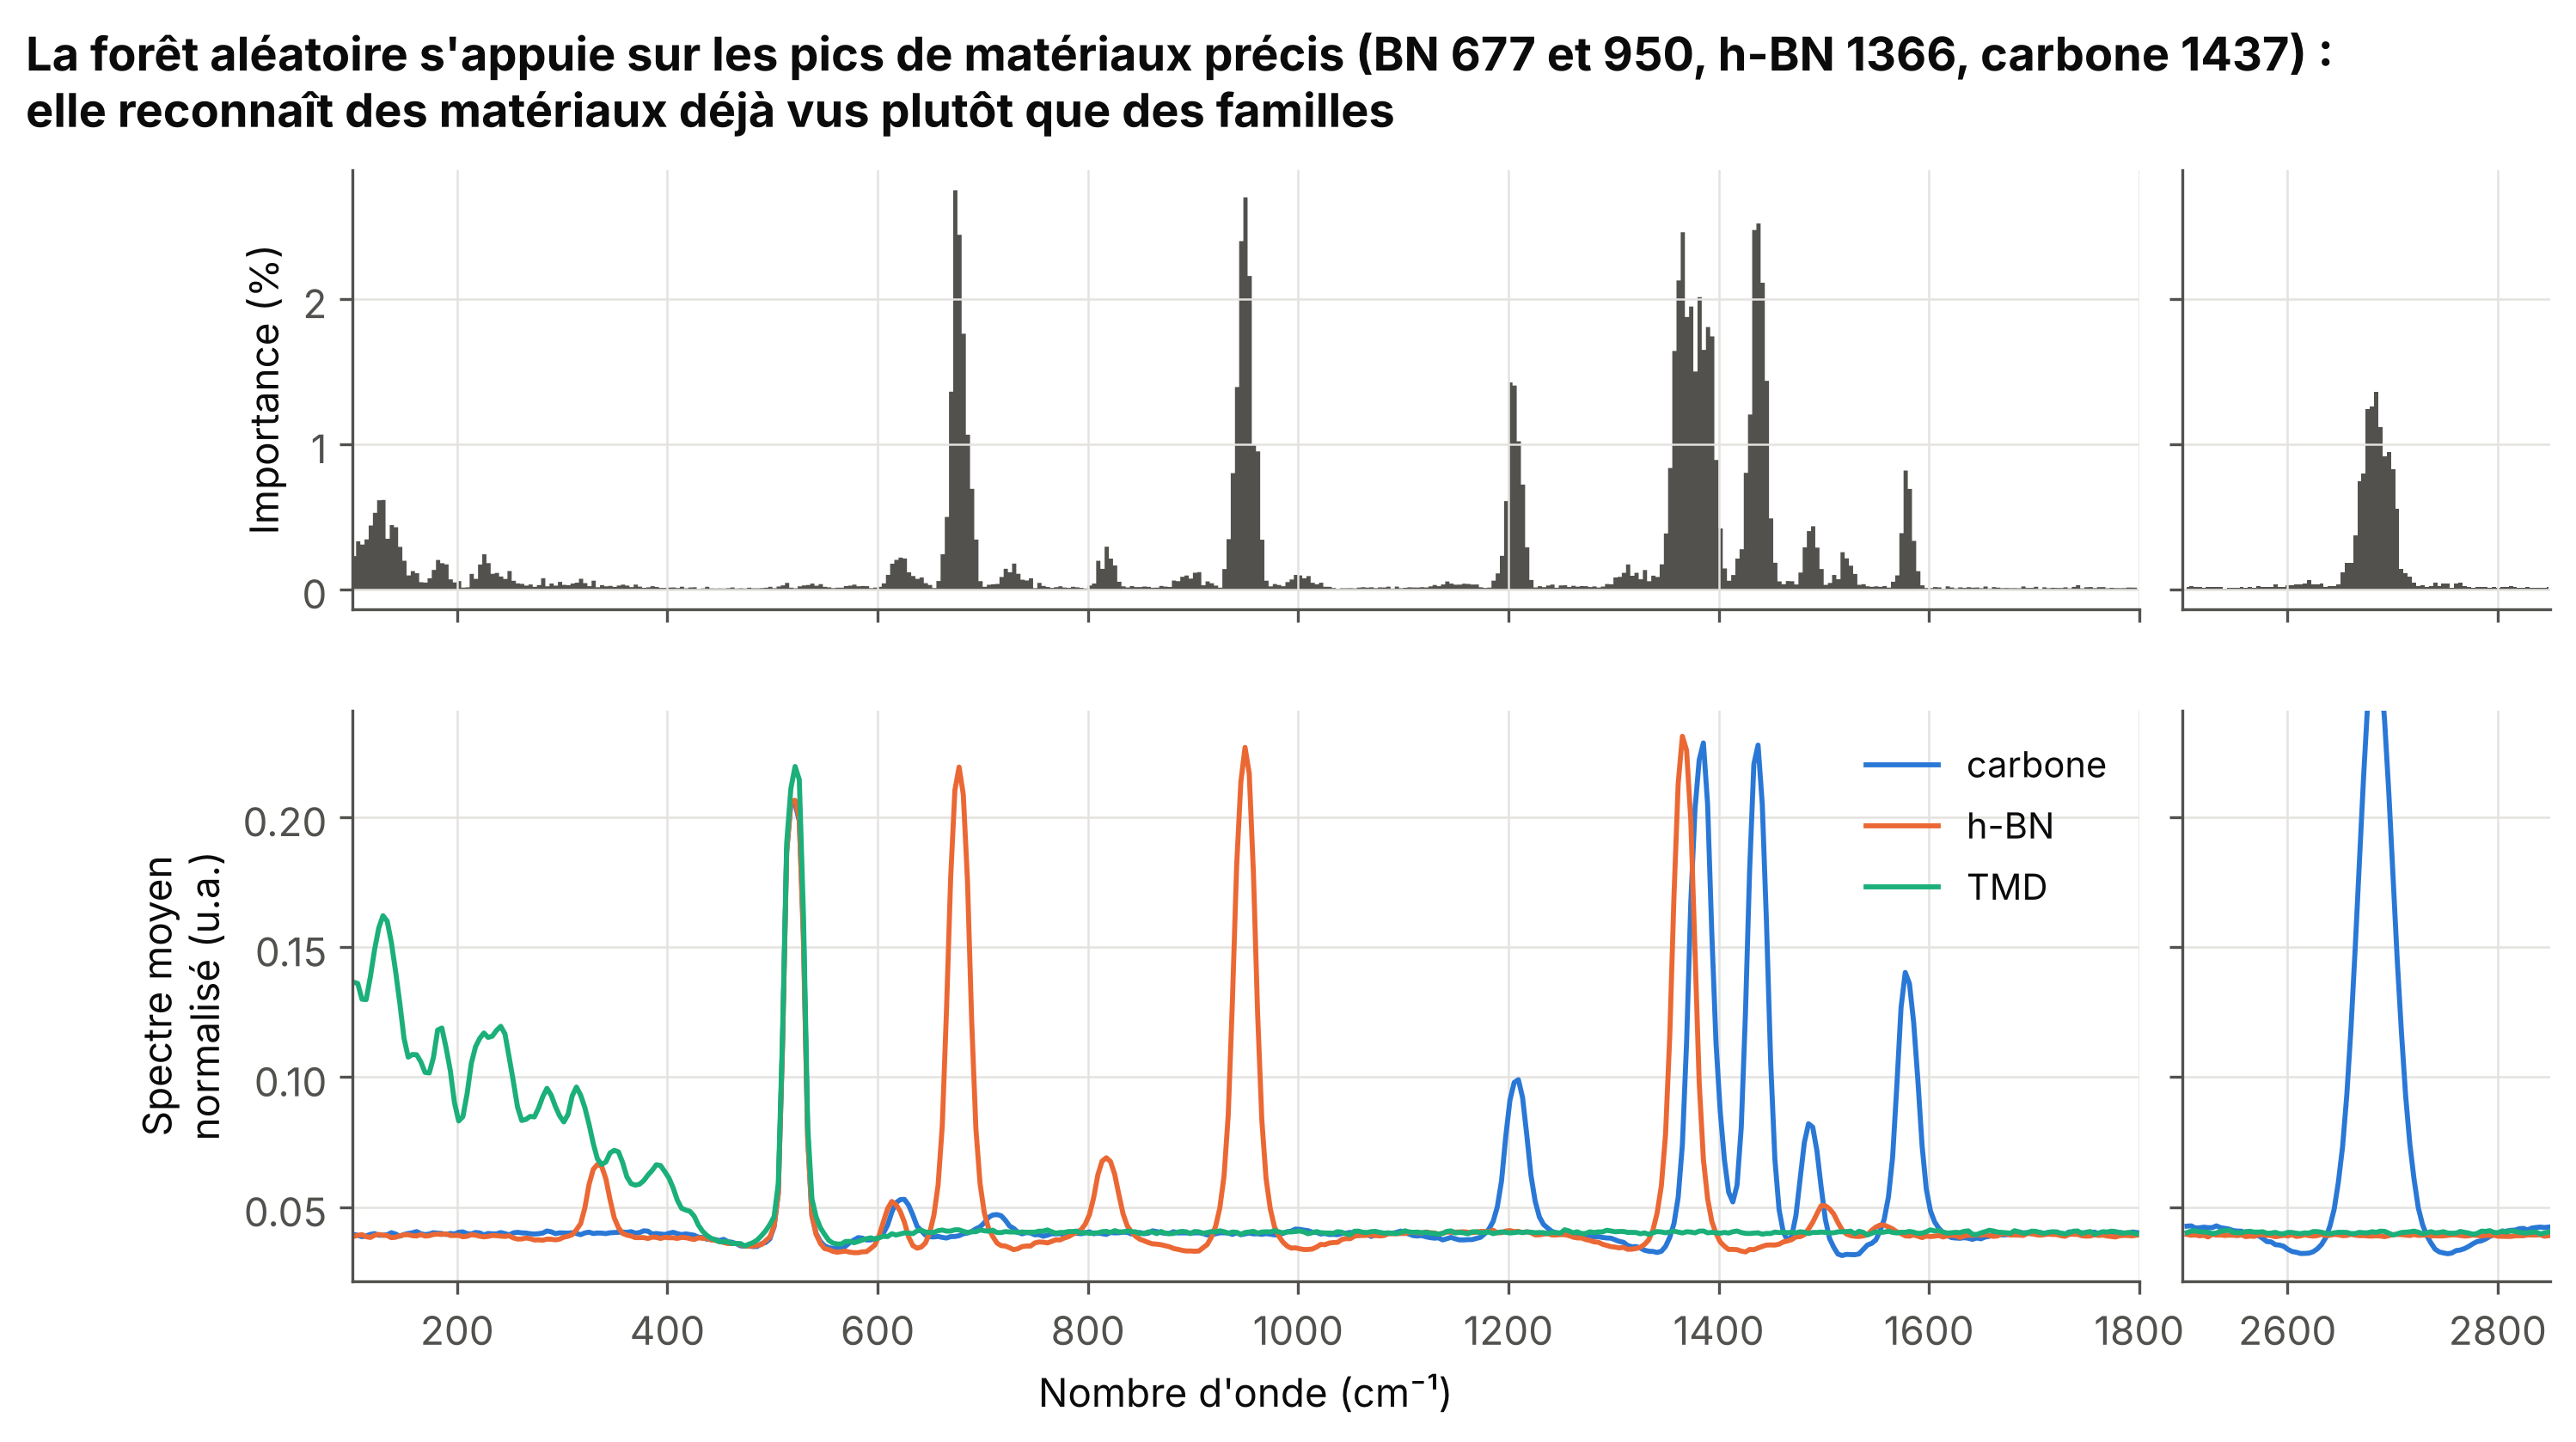 La forêt aléatoire s'appuie sur les pics de matériaux précis (BN 677 et 950, h-BN 1366, carbone 1437) :
elle reconnaît des matériaux déjà vus plutôt que des familles
Importance (%)
2
1
0
Spectre moyen
normalisé (u.a.)
0.20
0.15
0.10
0.05
carbone
h-BN
TMD
200 400 600 800 1000 1200 1400 1600 1800 2600 2800
Nombre d'onde (cm⁻¹)